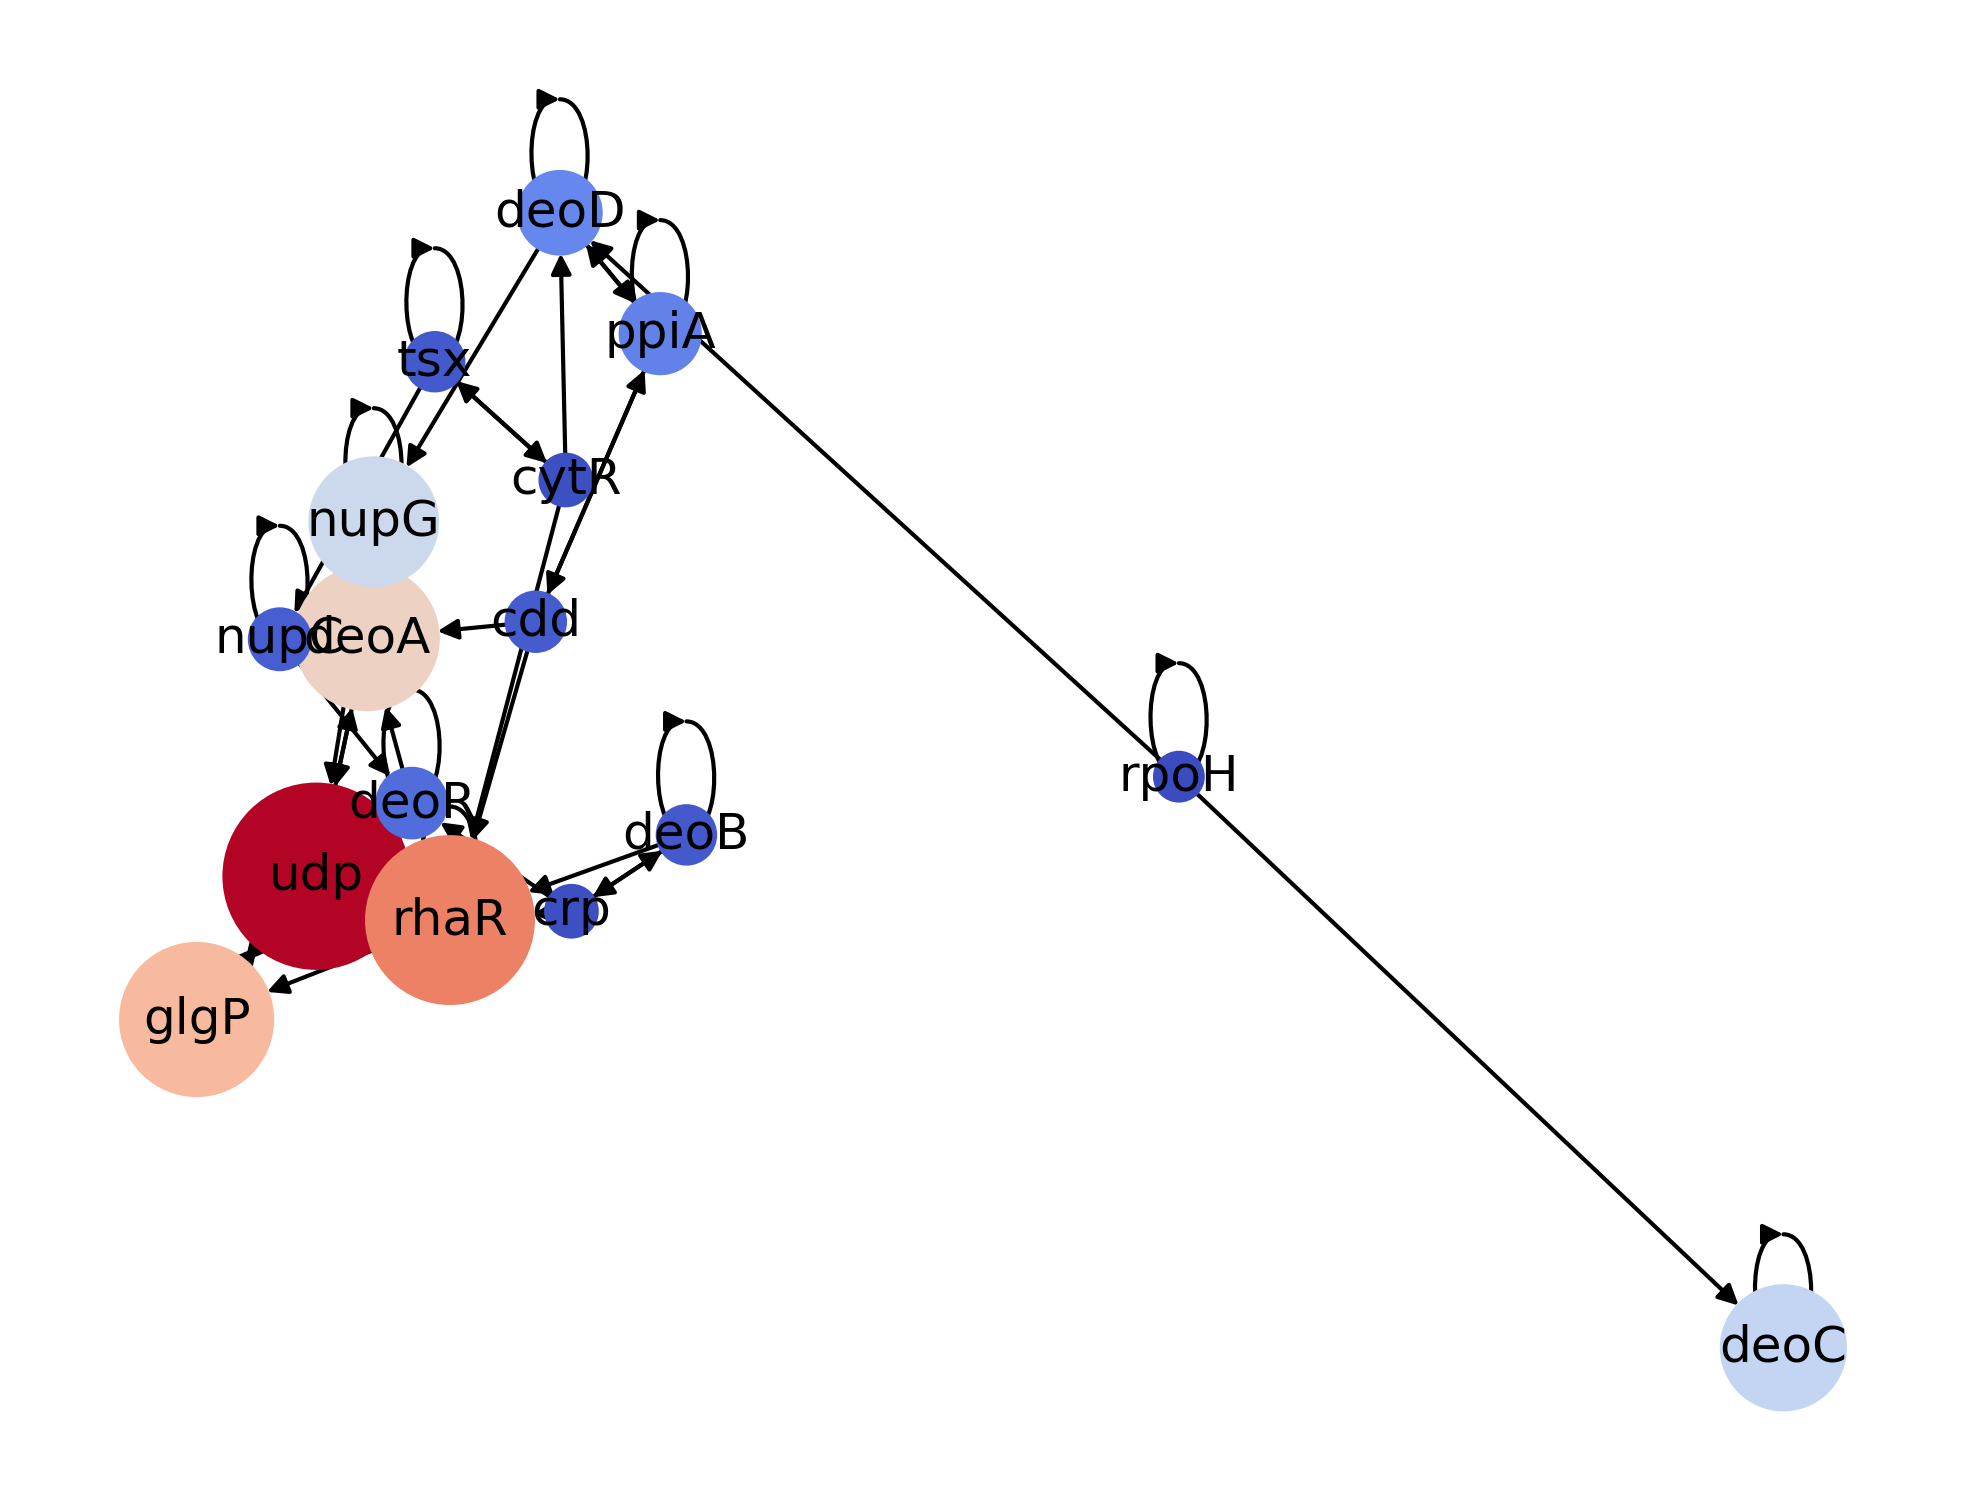 deoD
ppiA
tsx
cytR
nupG
cdd
nupC
deoA
rpoH
deoR
deoB
udp
crp
rhaR
glgP
deoC